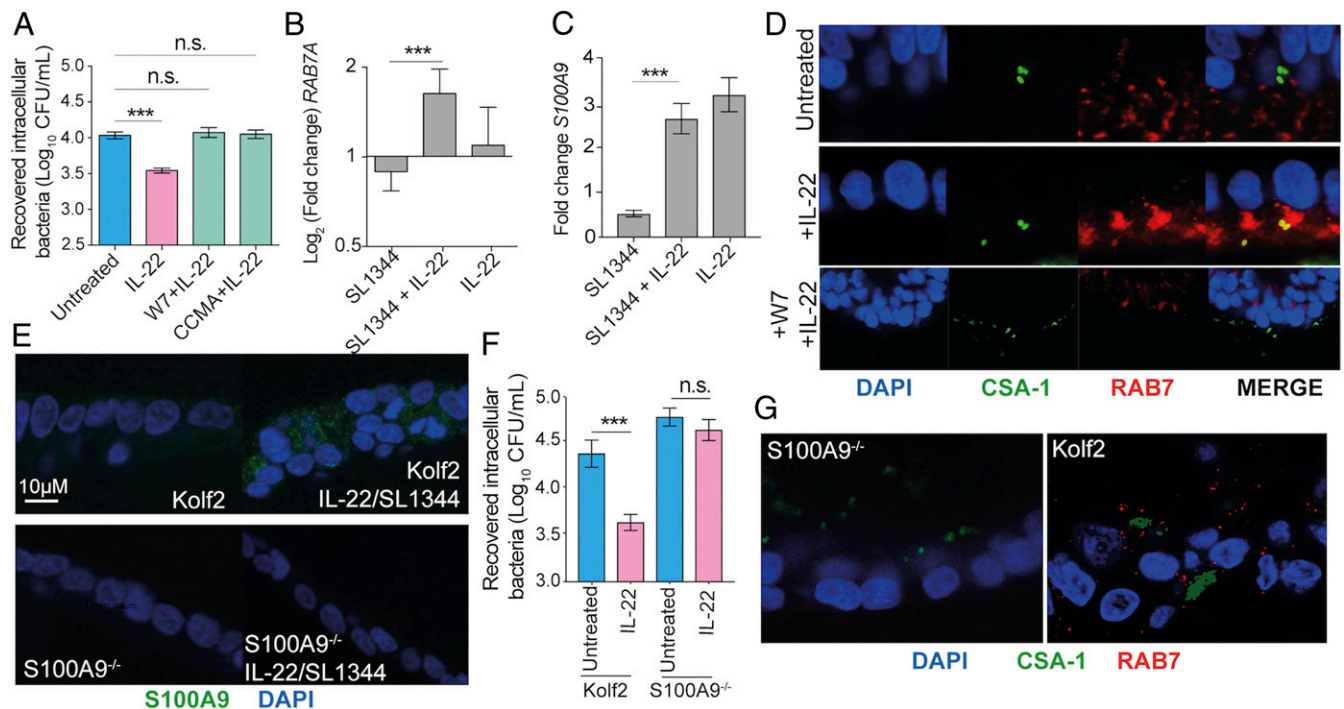 A
Recovered intracellular
bacteria (Log10 CFU/mL)
5.0
4.5
4.0
3.5
3.0
2.5
n.s.
n.s.
***
Untreated
IL-22
W7+IL-22
CCMA+IL-22
B
Log2 (Fold change) RAB7A
2
1
0.5
***
SL1344
SL1344 + IL-22
IL-22
C
Fold change S100A9
4
3
2
1
0
***
SL1344
SL1344 + IL-22
IL-22
D
Untreated
+IL-22
+W7
+IL-22
DAPI CSA-1 RAB7 MERGE
E
10µM
Kolf2
Kolf2
IL-22/SL1344
S100A9-/-
S100A9-/-
IL-22/SL1344
S100A9 DAPI
F
Recovered intracellular
bacteria (Log10 CFU/mL)
5.0
4.5
4.0
3.5
3.0
***
n.s.
Untreated
IL-22
Untreated
IL-22
Kolf2 S100A9-/-
G
S100A9-/-
Kolf2
DAPI CSA-1 RAB7